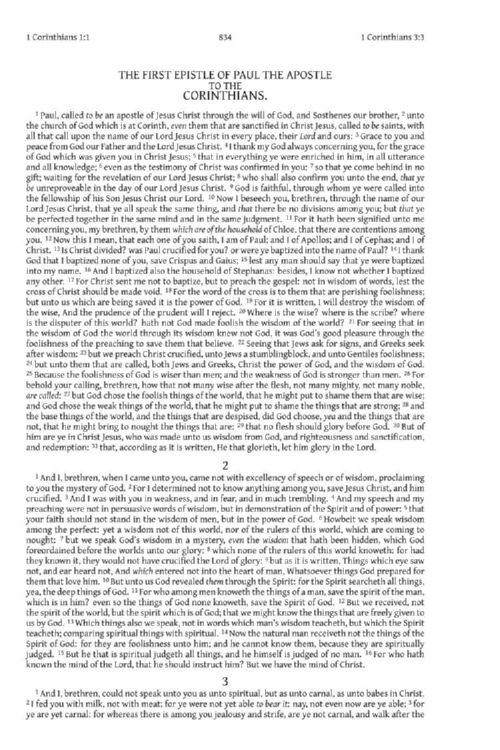 1 Corinthians 1:1 834 1 Corinthians 3:3
THE FIRST EPISTLE OF PAUL THE APOSTLE
TO THE
CORINTHIANS.
1 Paul, called to be an apostle of Jesus Christ through the will of God, and Sosthenes our brother, 2 unto
the church of God which is at Corinth, even them that are sanctified in Christ Jesus, called to be saints, with
all that call upon the name of our Lord Jesus Christ in every place, their Lord and ours: 3 Grace to you and
peace from God our Father and the Lord Jesus Christ. 4 I thank my God always concerning you, for the grace
of God which was given you in Christ Jesus; 5 that in everything ye were enriched in him, in all utterance
and all knowledge; 6 even as the testimony of Christ was confirmed in you: 7 so that ye come behind in no
gift; waiting for the revelation of our Lord Jesus Christ; 8 who shall also confirm you unto the end, that ye
be unreproveable in the day of our Lord Jesus Christ. 9 God is faithful, through whom ye were called into
the fellowship of his Son Jesus Christ our Lord. 10 Now I beseech you, brethren, through the name of our
Lord Jesus Christ, that ye all speak the same thing, and that there be no divisions among you; but that ye
be perfected together in the same mind and in the same judgment. 11 For it hath been signified unto me
concerning you, my brethren, by them which are of the household of Chloe, that there are contentions among
you. 12 Now this I mean, that each one of you saith, I am of Paul; and I of Apollos; and I of Cephas; and I of
Christ. 13 Is Christ divided? was Paul crucified for you? or were ye baptized into the name of Paul? 14 I thank
God that I baptized none of you, save Crispus and Gaius; 15 lest any man should say that ye were baptized
into my name. 16 And I baptized also the household of Stephanas: besides, I know not whether I baptized
any other. 17 For Christ sent me not to baptize, but to preach the gospel: not in wisdom of words, lest the
cross of Christ should be made void. 18 For the word of the cross is to them that are perishing foolishness;
but unto us which are being saved it is the power of God. 19 For it is written, I will destroy the wisdom of
the wise, And the prudence of the prudent will I reject. 20 Where is the wise? where is the scribe? where
is the disputer of this world? hath not God made foolish the wisdom of the world? 21 For seeing that in
the wisdom of God the world through its wisdom knew not God, it was God's good pleasure through the
foolishness of the preaching to save them that believe. 22 Seeing that Jews ask for signs, and Greeks seek
after wisdom: 23 but we preach Christ crucified, unto Jews a stumblingblock, and unto Gentiles foolishness;
24 but unto them that are called, both Jews and Greeks, Christ the power of God, and the wisdom of God.
25 Because the foolishness of God is wiser than men; and the weakness of God is stronger than men. 26 For
behold your calling, brethren, how that not many wise after the flesh, not many mighty, not many noble,
are called: 27 but God chose the foolish things of the world, that he might put to shame them that are wise;
and God chose the weak things of the world, that he might put to shame the things that are strong; 28 and
the base things of the world, and the things that are despised, did God choose, yea and the things that are
not, that he might bring to nought the things that are: 29 that no flesh should glory before God. 30 But of
him are ye in Christ Jesus, who was made unto us wisdom from God, and righteousness and sanctification,
and redemption: 31 that, according as it is written, He that glorieth, let him glory in the Lord.
2
1 And I, brethren, when I came unto you, came not with excellency of speech or of wisdom, proclaiming
to you the mystery of God. 2 For I determined not to know anything among you, save Jesus Christ, and him
crucified. 3 And I was with you in weakness, and in fear, and in much trembling. 4 And my speech and my
preaching were not in persuasive words of wisdom, but in demonstration of the Spirit and of power: 5 that
your faith should not stand in the wisdom of men, but in the power of God. 6 Howbeit we speak wisdom
among the perfect: yet a wisdom not of this world, nor of the rulers of this world, which are coming to
nought: 7 but we speak God's wisdom in a mystery, even the wisdom that hath been hidden, which God
foreordained before the worlds unto our glory: 8 which none of the rulers of this world knoweth: for had
they known it, they would not have crucified the Lord of glory: 9 but as it is written, Things which eye saw
not, and ear heard not, And which entered not into the heart of man, Whatsoever things God prepared for
them that love him. 10 But unto us God revealed them through the Spirit: for the Spirit searcheth all things,
yea, the deep things of God. 11 For who among men knoweth the things of a man, save the spirit of the man,
which is in him? even so the things of God none knoweth, save the Spirit of God. 12 But we received, not
the spirit of the world, but the spirit which is of God; that we might know the things that are freely given to
us by God. 13 Which things also we speak, not in words which man's wisdom teacheth, but which the Spirit
teacheth; comparing spiritual things with spiritual. 14 Now the natural man receiveth not the things of the
Spirit of God: for they are foolishness unto him; and he cannot know them, because they are spiritually
judged. 15 But he that is spiritual judgeth all things, and he himself is judged of no man. 16 For who hath
known the mind of the Lord, that he should instruct him? But we have the mind of Christ.
3
1 And I, brethren, could not speak unto you as unto spiritual, but as unto carnal, as unto babes in Christ.
2 I fed you with milk, not with meat; for ye were not yet able to bear it: nay, not even now are ye able; 3 for
ye are yet carnal: for whereas there is among you jealousy and strife, are ye not carnal, and walk after the